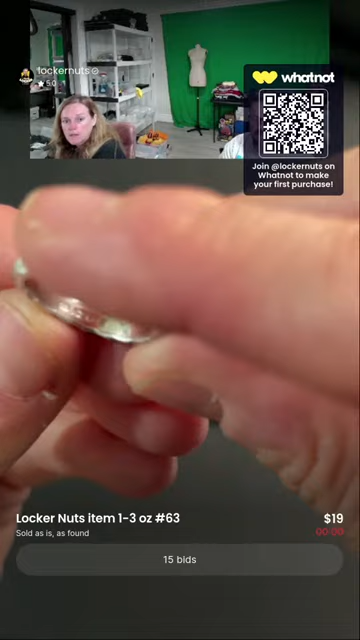 lockernuts
★ 5.0
whatnot
Join @lockernuts on
Whatnot to make
your first purchase!
Locker Nuts item 1-3 oz #63
$19
Sold as is, as found
00:00
15 bids